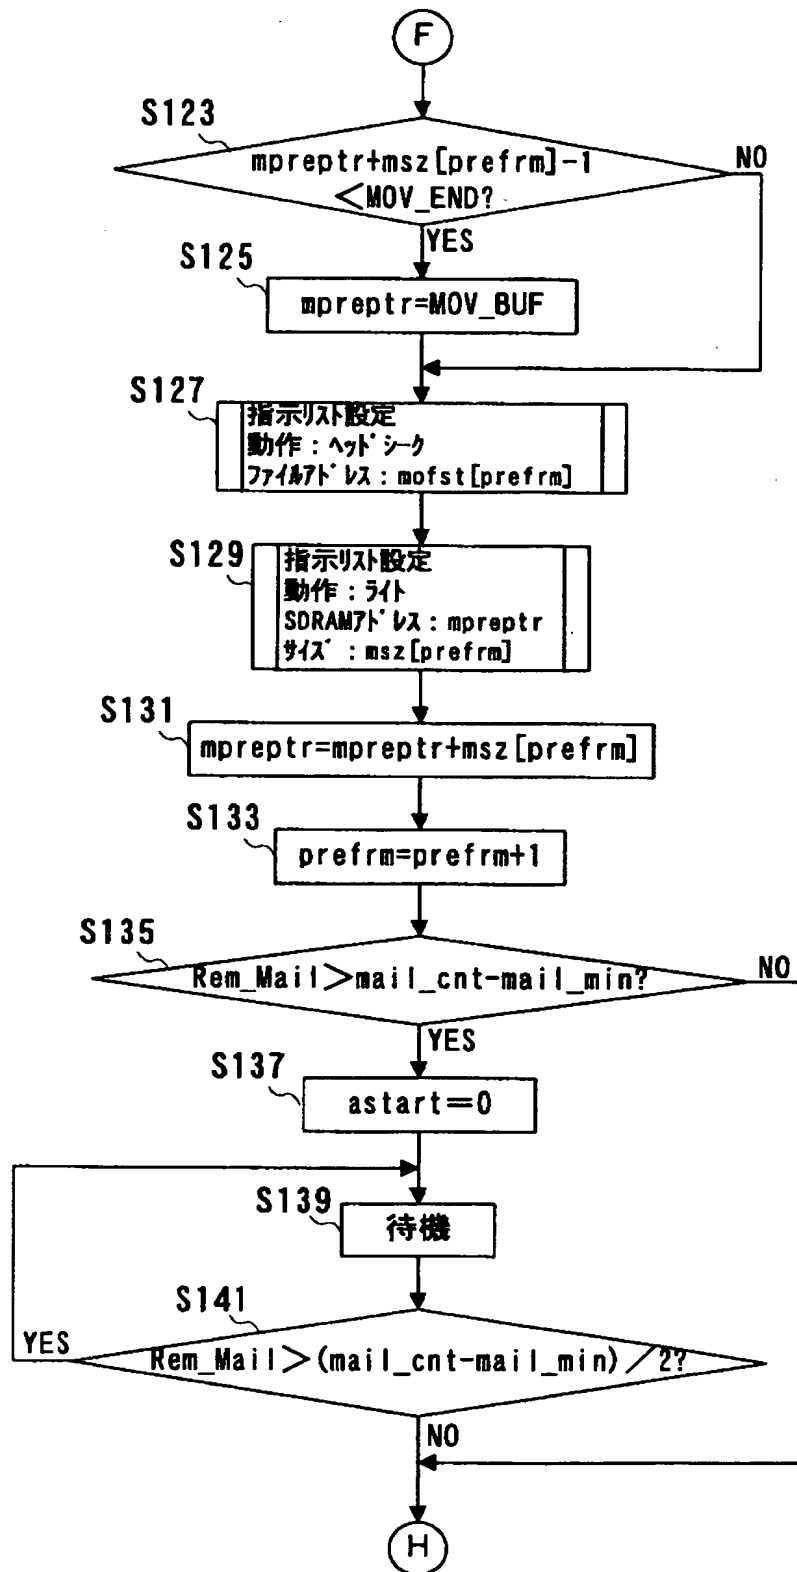 F
S123
mpreptr+msz[prefrm]-1
<MOV_END?
NO
YES
S125
mpreptr=MOV_BUF
S127
指示リスト設定
動作:ヘッドシーク
ファイルアドレス:mofst[prefrm]
S129
指示リスト設定
動作:ライト
SDRAMアドレス:mpreptr
サイズ:msz[prefrm]
S131
mpreptr=mpreptr+msz[prefrm]
S133
prefrm=prefrm+1
S135
Rem_Mail>mail_cnt-mail_min?
NO
YES
S137
astart=0
S139
待機
S141
YES
Rem_Mail>(mail_cnt-mail_min)/2?
NO
H